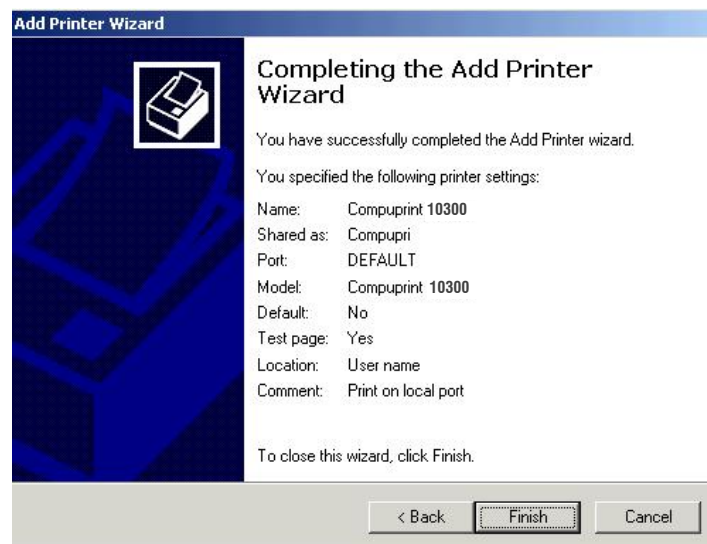 Add Printer Wizard
Completing the Add Printer
Wizard
You have successfully completed the Add Printer wizard.
You specified the following printer settings:
Name: Compuprint 10300
Shared as: Compupri
Port: DEFAULT
Model: Compuprint 10300
Default: No
Test page: Yes
Location: User name
Comment: Print on local port
To close this wizard, click Finish.
< Back Finish Cancel